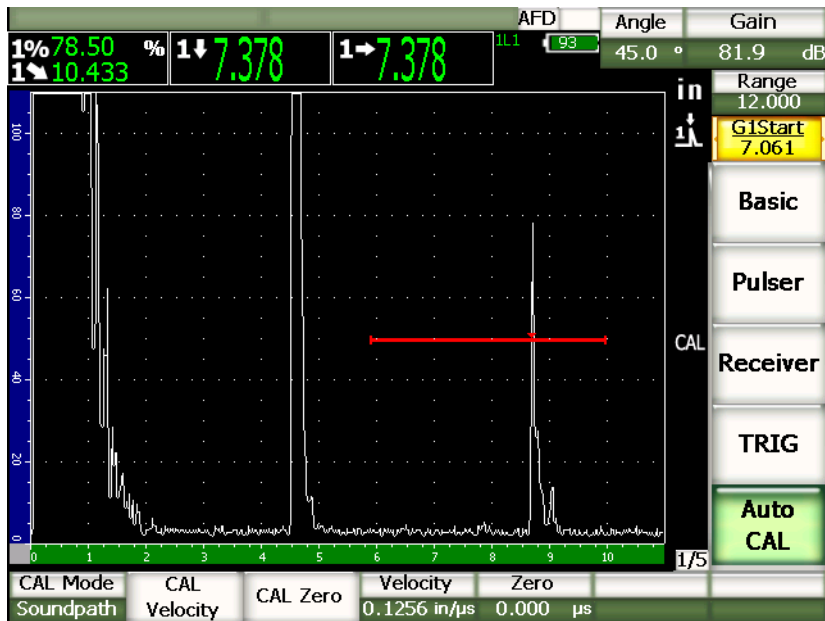 AFD
Angle
Gain
1% 78.50 %
1↘ 10.433
1⬇ 7.378
1➡ 7.378
1L1
93
45.0 °
81.9 dB
in
Range
12.000
1
G1Start
7.061
100
80
60
40
20
0
Basic
Pulser
CAL
Receiver
TRIG
Auto
CAL
0 1 2 3 4 5 6 7 8 9 10
1/5
CAL Mode
Soundpath
CAL
Velocity
CAL Zero
Velocity
0.1256 in/µs
Zero
0.000 µs